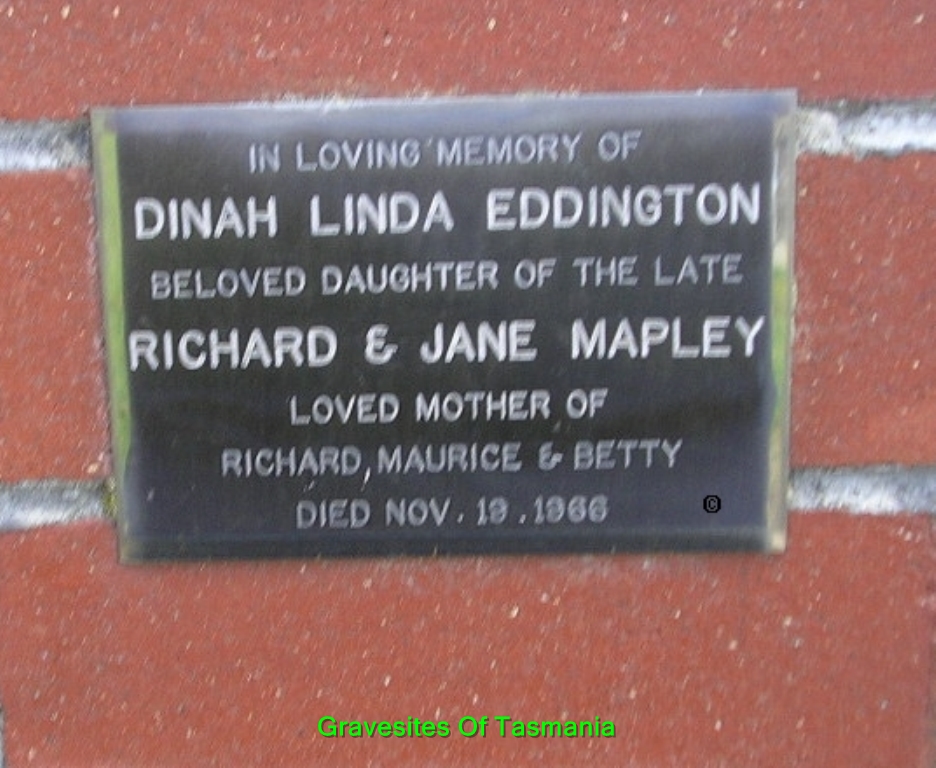 IN LOVING MEMORY OF
DINAH LINDA EDDINGTON
BELOVED DAUGHTER OF THE LATE
RICHARD & JANE MAPLEY
LOVED MOTHER OF
RICHARD, MAURICE & BETTY
DIED NOV. 19. 1966
©
Gravesites Of Tasmania